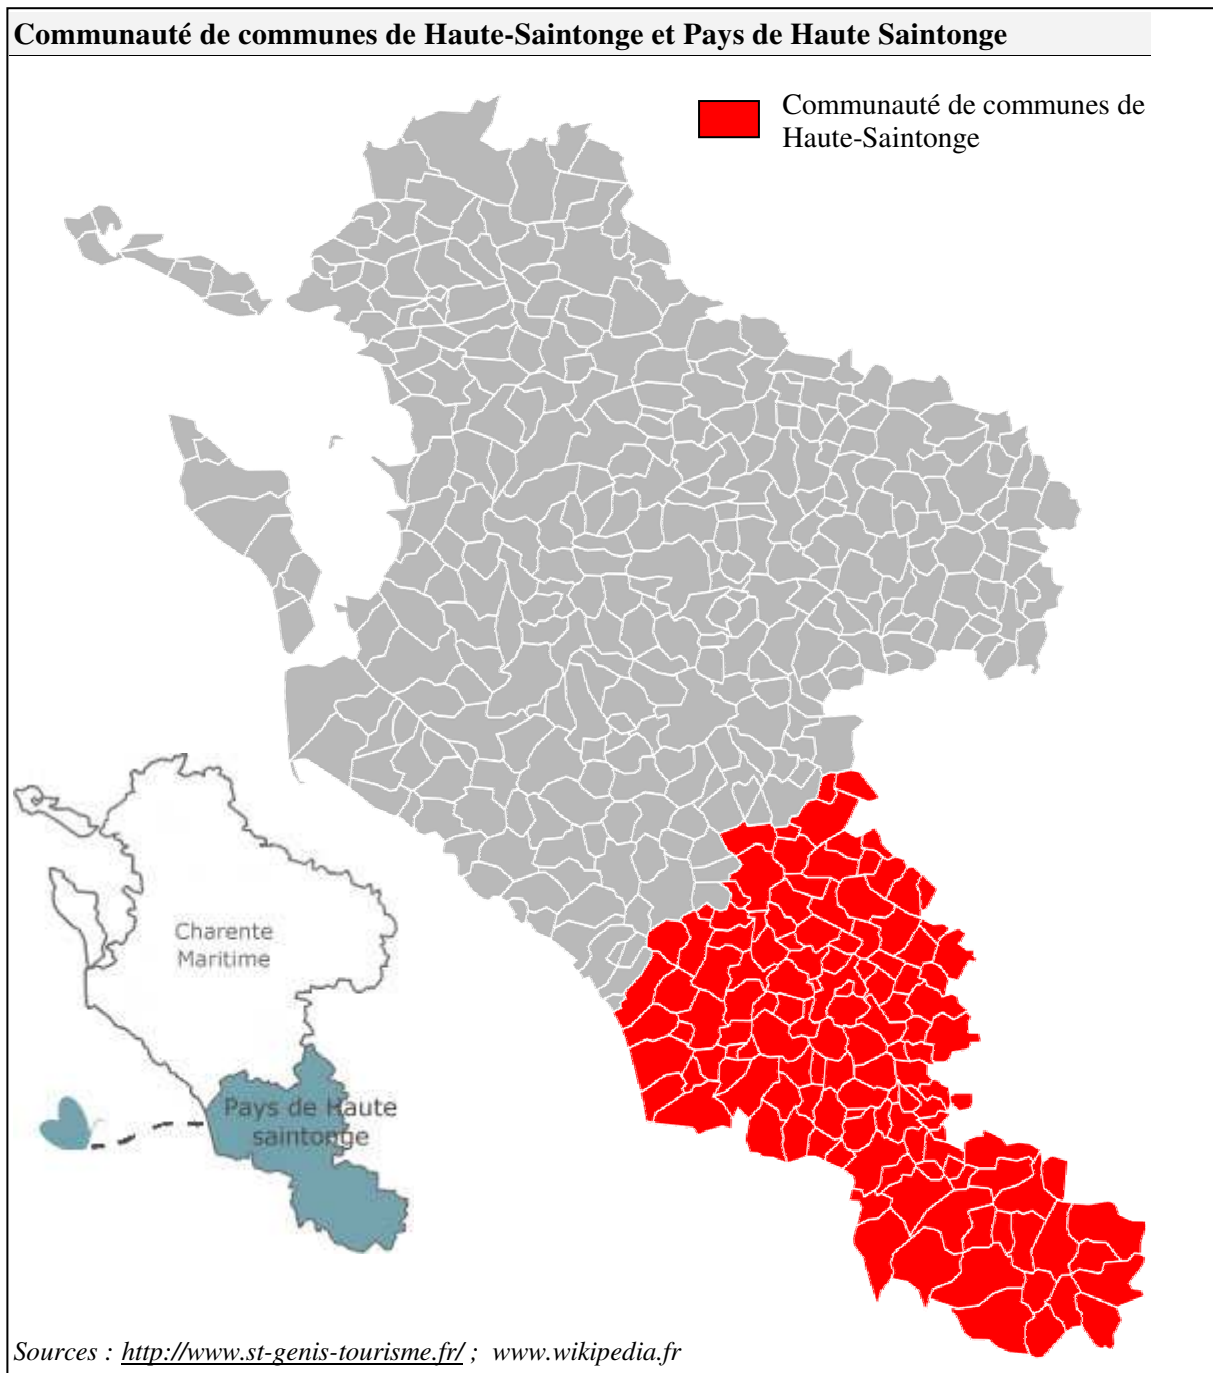 Communauté de communes de Haute-Saintonge et Pays de Haute Saintonge
Communauté de communes de
Haute-Saintonge
Charente
Maritime
Pays de Haute
saintonge
Sources : http://www.st-genis-tourisme.fr/ ; www.wikipedia.fr